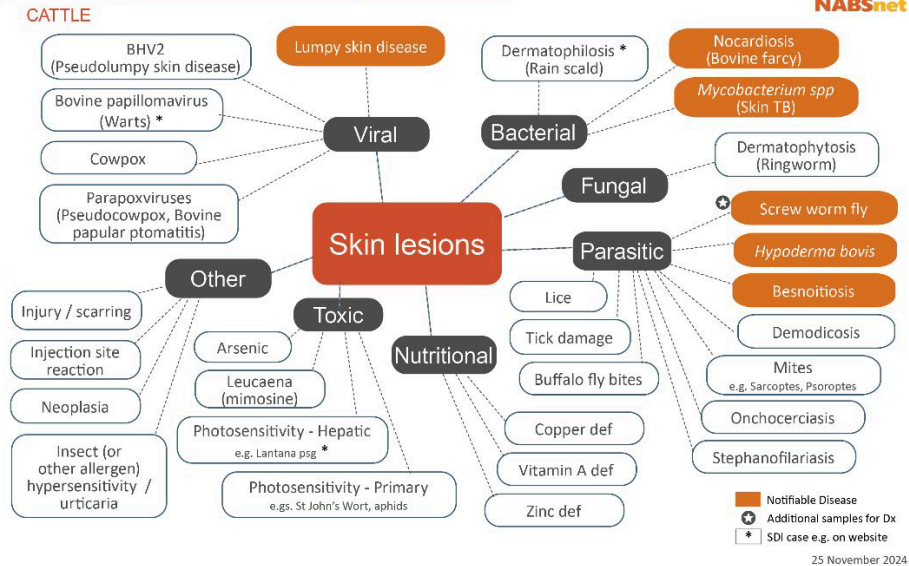 NABSnet
CATTLE
BHV2
(Pseudolumpy skin disease)
Lumpy skin disease
Bovine papillomavirus
(Warts) *
Cowpox
Parapoxviruses
(Pseudocowpox, Bovine
papular ptomatitis)
Viral
Dermatophilosis *
(Rain scald)
Nocardiosis
(Bovine farcy)
Mycobacterium spp
(Skin TB)
Bacterial
Dermatophytosis
(Ringworm)
Fungal
Skin lesions
Screw worm fly
Hypoderma bovis
Besnoitiosis
Parasitic
Lice
Tick damage
Buffalo fly bites
Demodicosis
Mites
e.g. Sarcoptes, Psoroptes
Onchocerciasis
Stephanofilariasis
Other
Injury / scarring
Injection site
reaction
Neoplasia
Insect (or
other allergen)
hypersensitivity /
urticaria
Toxic
Arsenic
Leucaena
(mimosine)
Photosensitivity - Hepatic
e.g. Lantana psg *
Photosensitivity - Primary
e.gs. St John's Wort, aphids
Nutritional
Copper def
Vitamin A def
Zinc def
Notifiable Disease
Additional samples for Dx
* SDI case e.g. on website
25 November 2024